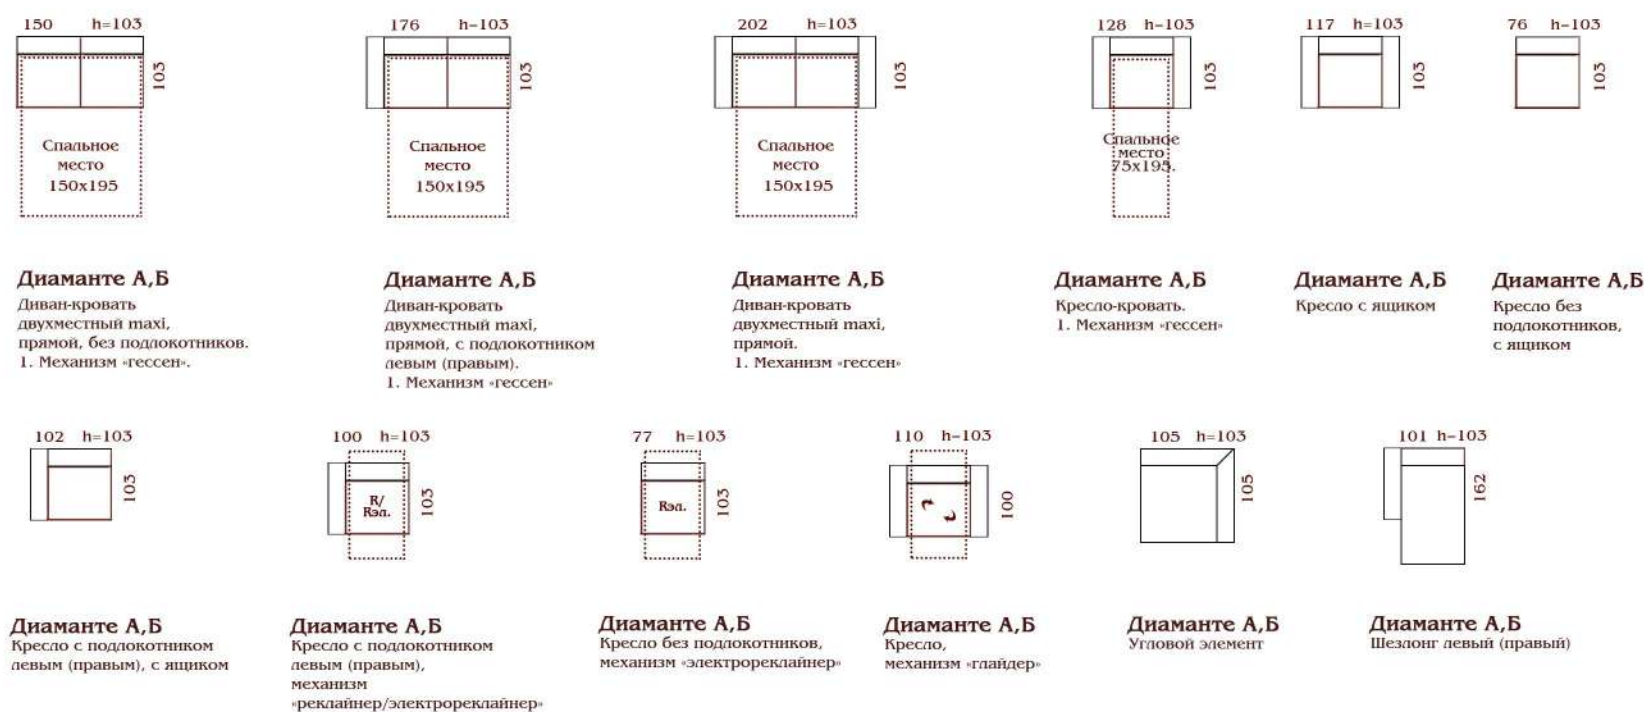 150 h=103
103
Спальное
место
150х195
Диаманте А,Б
Диван-кровать
двухместный maxi,
прямой, без подлокотников.
1. Механизм «гессен».
176 h–103
103
Спальное
место
150х195
Диаманте А,Б
Диван-кровать
двухместный maxi,
прямой, с подлокотником
левым (правым).
1. Механизм «гессен»
202 h=103
103
Спальное
место
150х195
Диаманте А,Б
Диван-кровать
двухместный maxi,
прямой.
1. Механизм «гессен»
128 h–103
103
Спальное
место
75х195.
Диаманте А,Б
Кресло-кровать.
1. Механизм «гессен»
117 h=103
103
Диаманте А,Б
Кресло с ящиком
76 h–103
103
Диаманте А,Б
Кресло без
подлокотников,
с ящиком
102 h=103
103
Диаманте А,Б
Кресло с подлокотником
левым (правым), с ящиком
100 h=103
R/
Rэл.
103
Диаманте А,Б
Кресло с подлокотником
левым (правым),
механизм
«реклайнер/электрореклайнер»
77 h=103
Rэл.
103
Диаманте А,Б
Кресло без подлокотников,
механизм «электрореклайнер»
110 h–103
100
Диаманте А,Б
Кресло,
механизм «глайдер»
105 h=103
105
Диаманте А,Б
Угловой элемент
101 h–103
162
Диаманте А,Б
Шезлонг левый (правый)